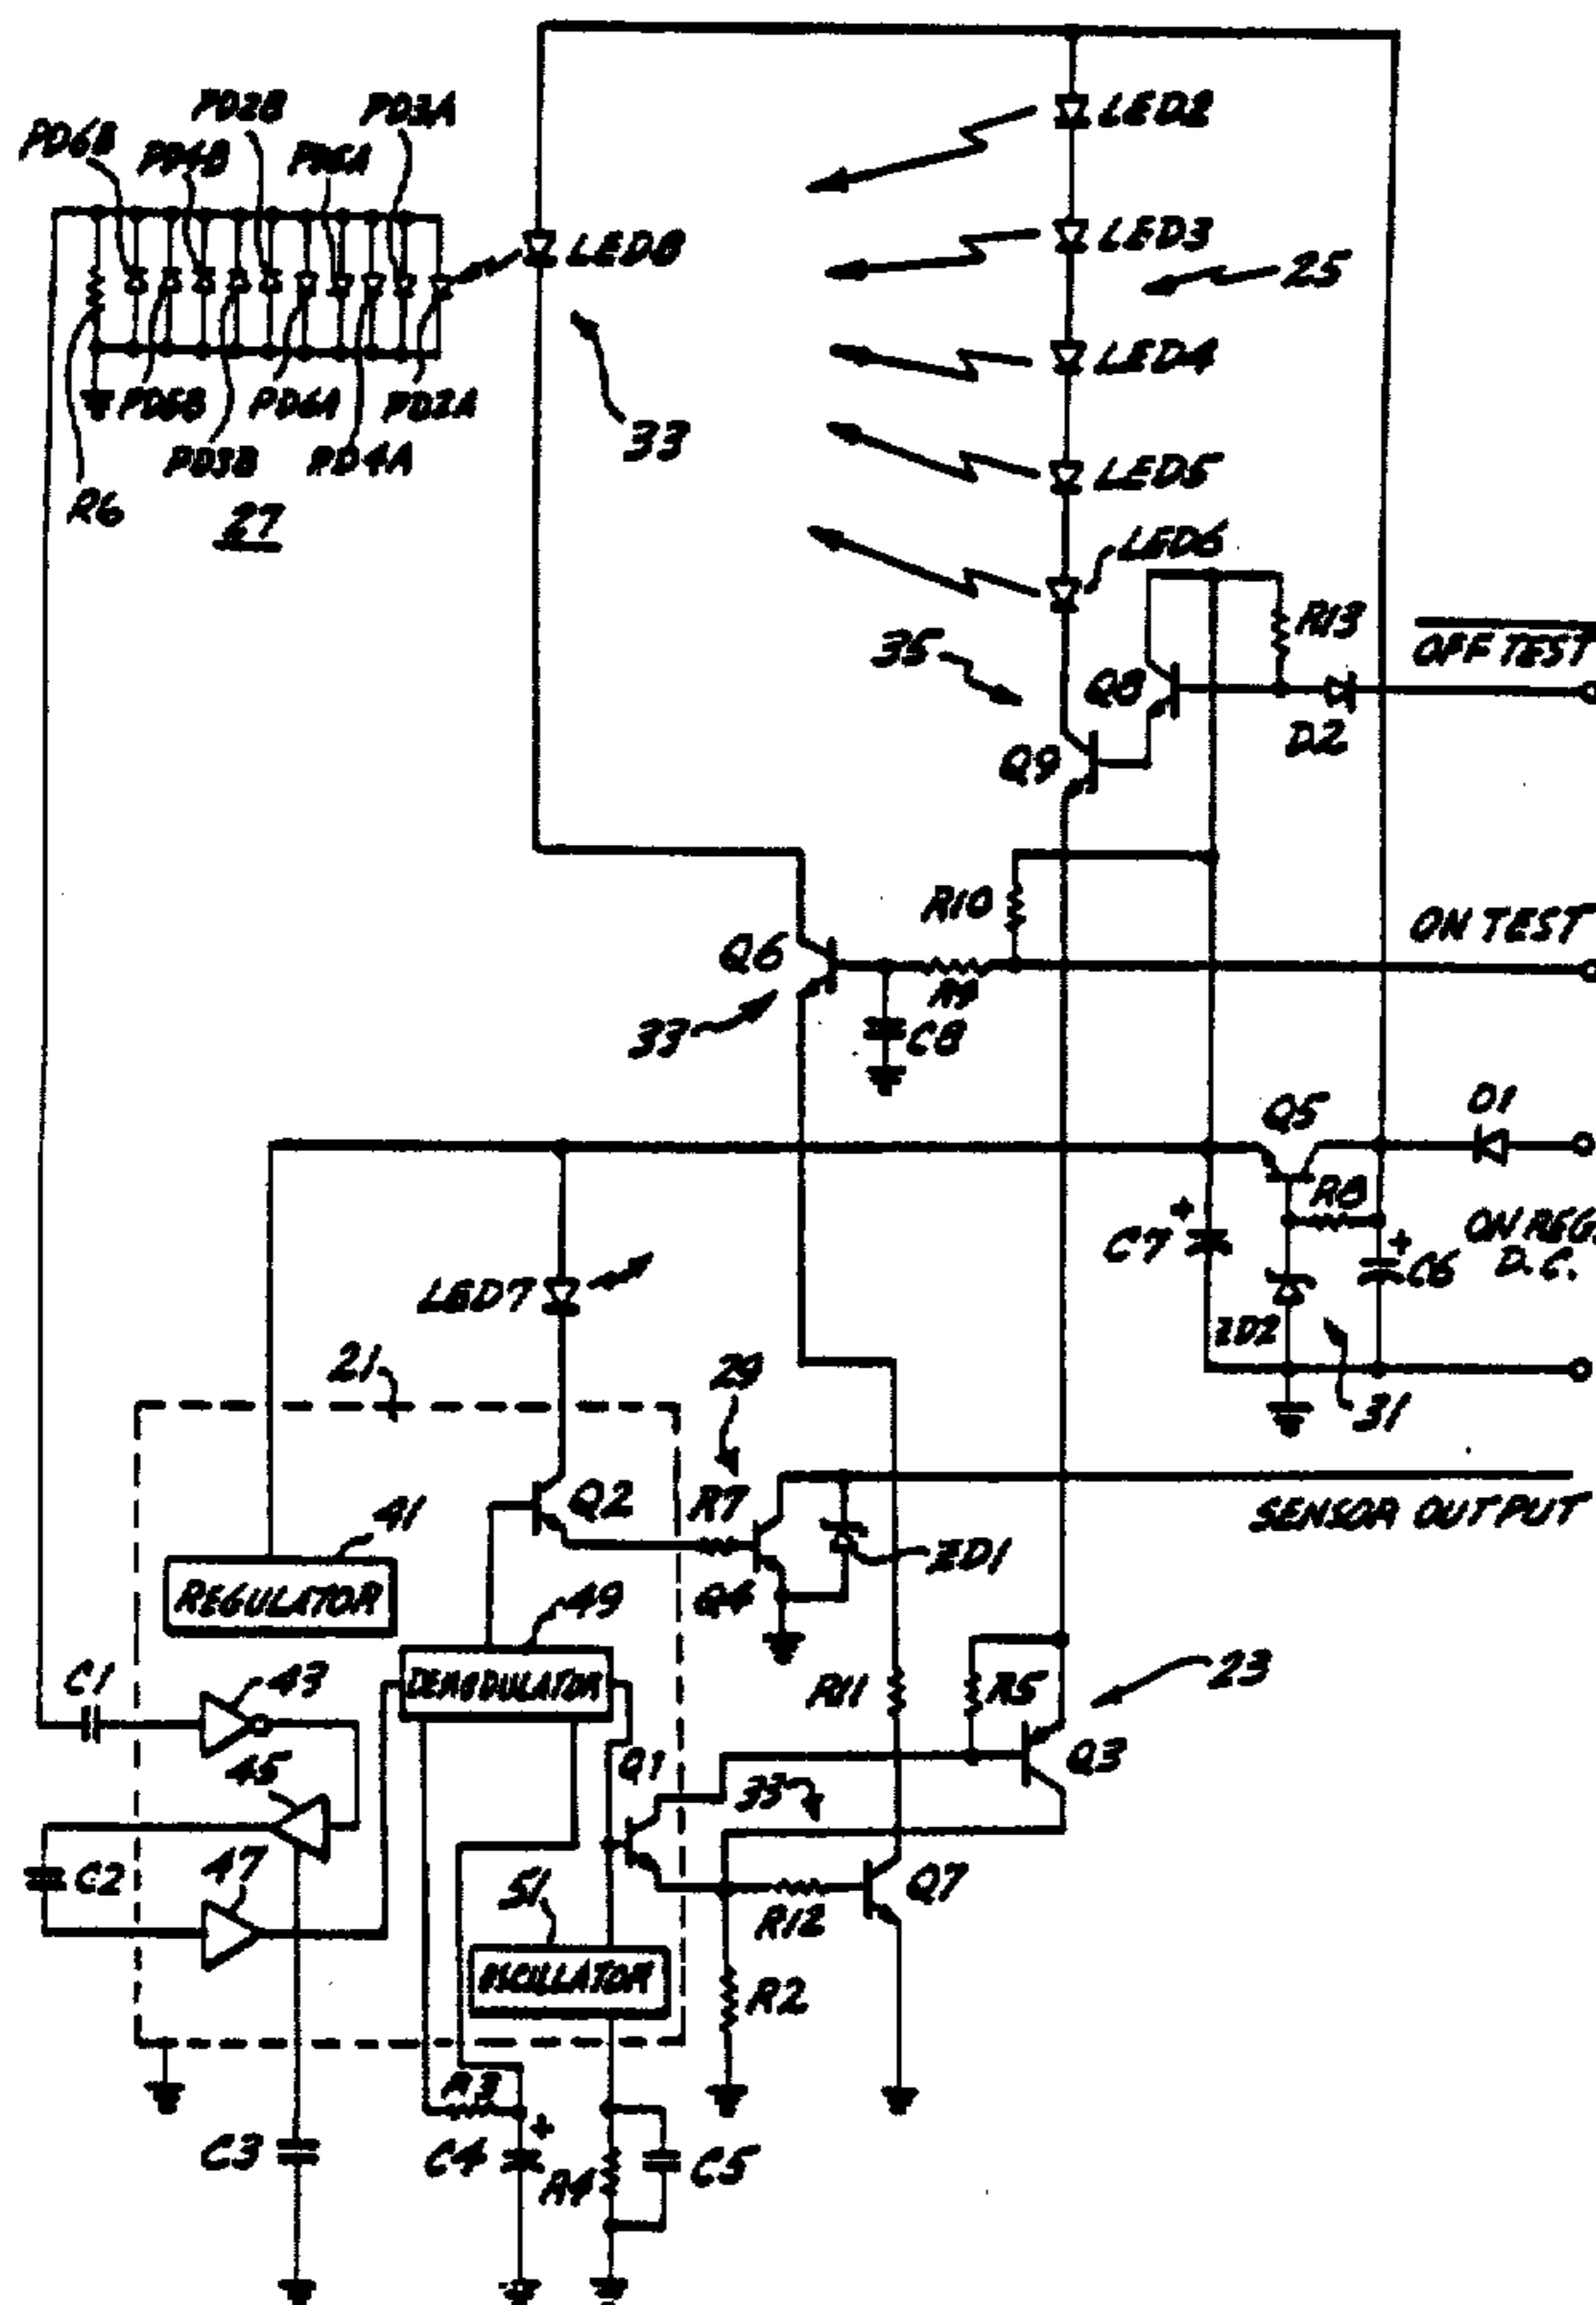 LED2
PD2B
PD3A
PD6B
PD4B
PD5A
LED3
LED8
25
LED4
PD5B
PD6A
PD2A
33
PD3B
PD4A
LED5
R6
27
LED6
R13
OFF TEST
35
Q8
D2
Q9
R10
ON TEST
Q6
R9
33
C8
Q5
D1
R8
C7
+
ON REG.
D.C.
+
C6
LED7
ZD2
21
29
31
Q2
R7
SENSOR OUTPUT
41
ZD1
REGULATOR
49
Q4
23
C1
43
DEMODULATOR
R11
R5
45
Q1
Q3
33
C2
47
51
Q7
R12
OSCILLATOR
R2
R3
+
C3
C4
R4
C5